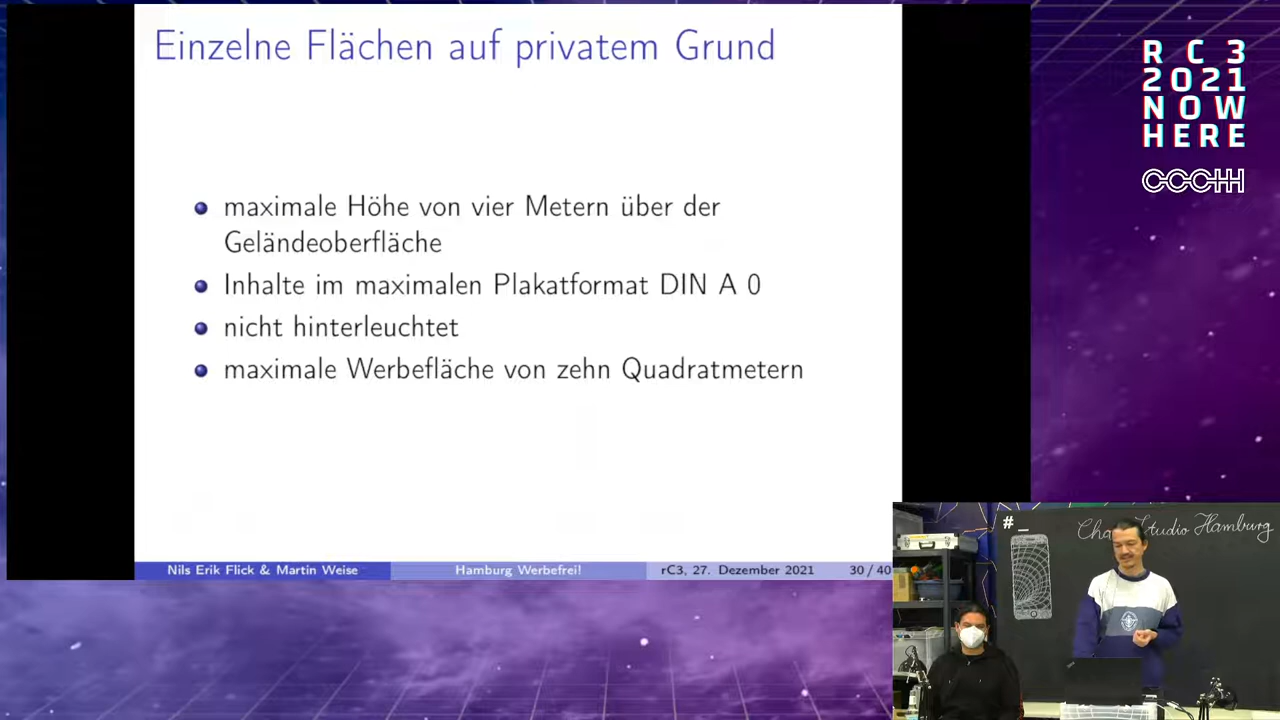 Einzelne Flächen auf privatem Grund
maximale Höhe von vier Metern über der
Geländeoberfläche
Inhalte im maximalen Plakatformat DIN A 0
nicht hinterleuchtet
maximale Werbefläche von zehn Quadratmetern
Nils Erik Flick & Martin Weise
Hamburg Werbefrei!
rC3, 27. Dezember 2021
30 / 40
R C 3
2021
NOW
HERE
CCCHH
#_
Studio Hamburg